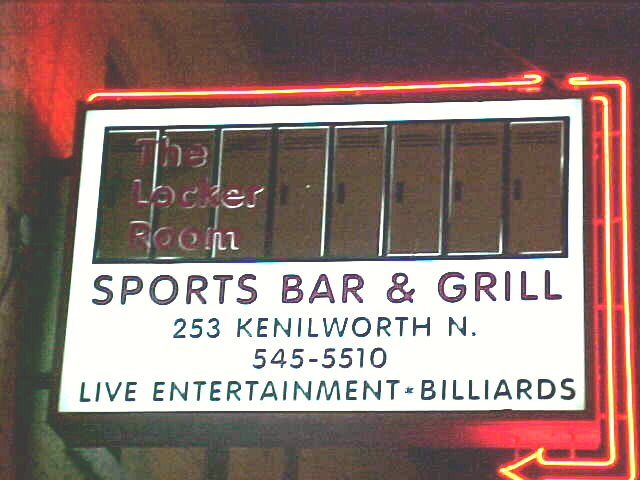 The
Locker
Room
SPORTS BAR & GRILL
253 KENILWORTH N.
545-5510
LIVE ENTERTAINMENT * BILLIARDS